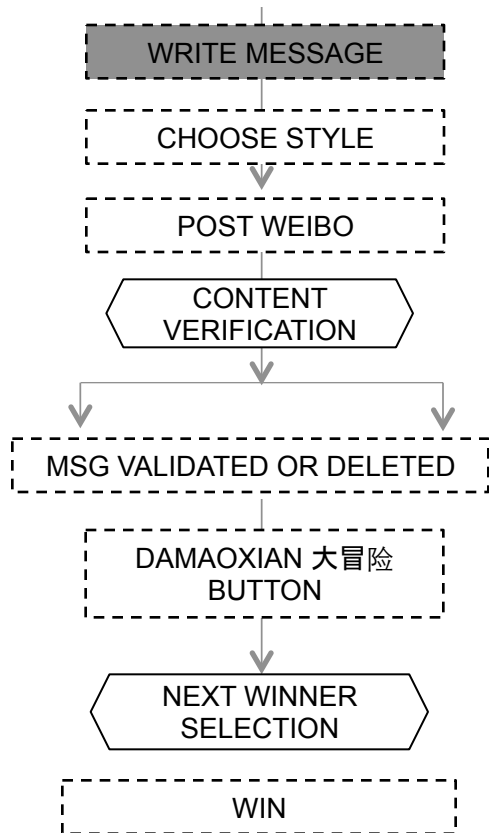 WRITE MESSAGE
CHOOSE STYLE
POST WEIBO
CONTENT
VERIFICATION
MSG VALIDATED OR DELETED
DAMAOXIAN 大冒险
BUTTON
NEXT WINNER
SELECTION
WIN